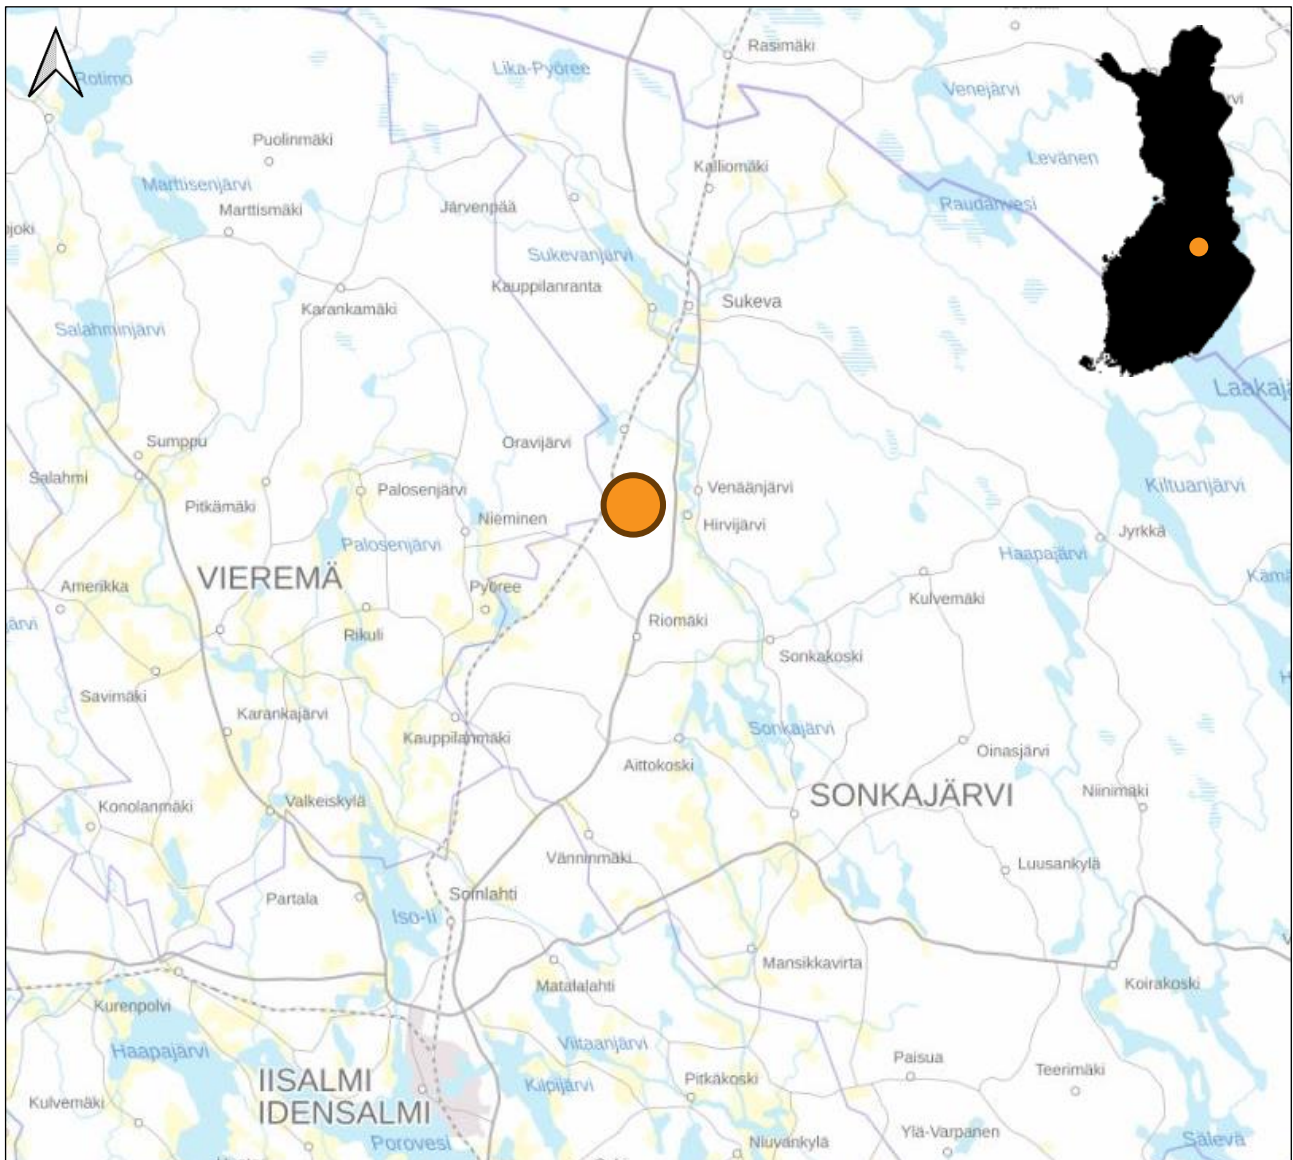 Rasimäki
Lika-Pyöree
Rotimo
Venejärvi
Puolinmäki
Levänen
Kalliomäki
Marttisenjärvi
Marttismäki
Järvenpää
Raudanvesi
Sukevanjärvi
Kauppilanranta
Sukeva
Karankamäki
Salahminjärvi
Sumppu
Oravijärvi
Salahmi
Palosenjärvi
Venäänjärvi
Kiltuanjärvi
Pitkämäki
Nieminen
Hirvijärvi
Jyrkkä
Palosenjärvi
Haapajärvi
VIEREMÄ
Amerikka
Pyöree
Kulvemäki
Riomäki
Rikuli
Sonkakoski
Savimäki
Karankajärvi
Sonkajärvi
Kauppilanmäki
Oinasjärvi
Aittokoski
SONKAJÄRVI
Niinimäki
Konolanmäki
Valkeiskylä
Vänninmäki
Luusankylä
Partala
Soinlahti
Iso-Ii
Mansikkavirta
Matalalahti
Koirakoski
Kurenpolvi
Haapajärvi
Viitaanjärvi
Paisua
Teerimäki
IISALMI
Kilpijärvi
Pitkäkoski
Kulvemäki
IDENSALMI
Ylä-Varpanen
Porovesi
Niuvankylä
Sälevä